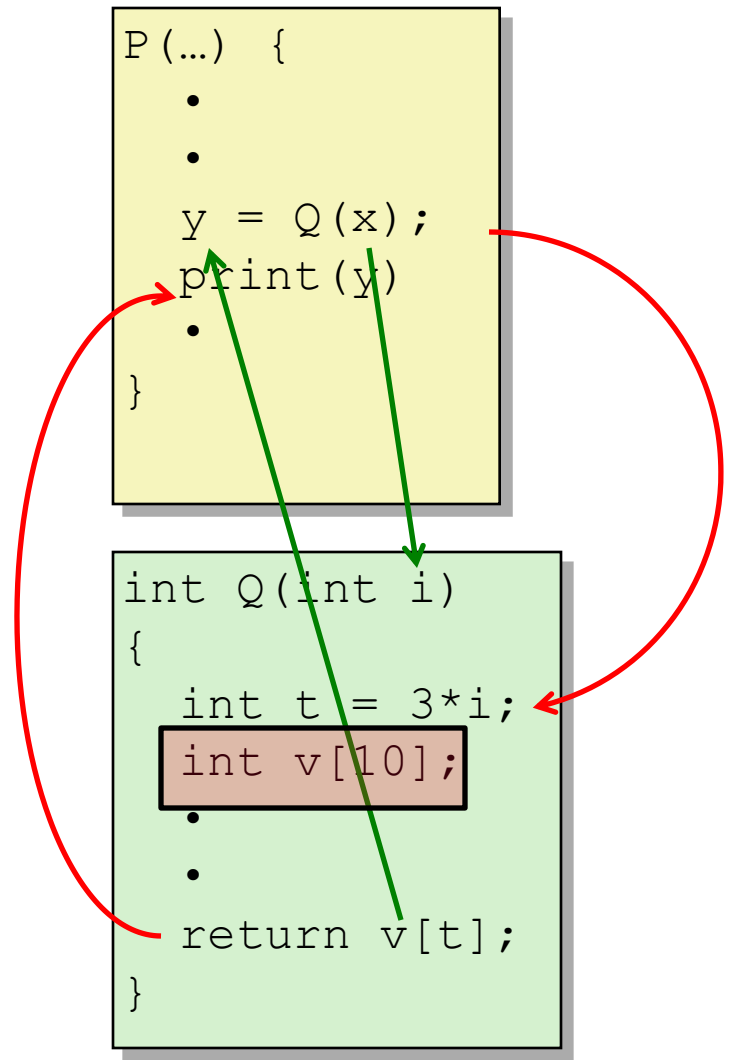 P(…) {
•
•
y = Q(x);
print(y)
•
}
int Q(int i)
{
int t = 3*i;
int v[10];
•
•
return v[t];
}